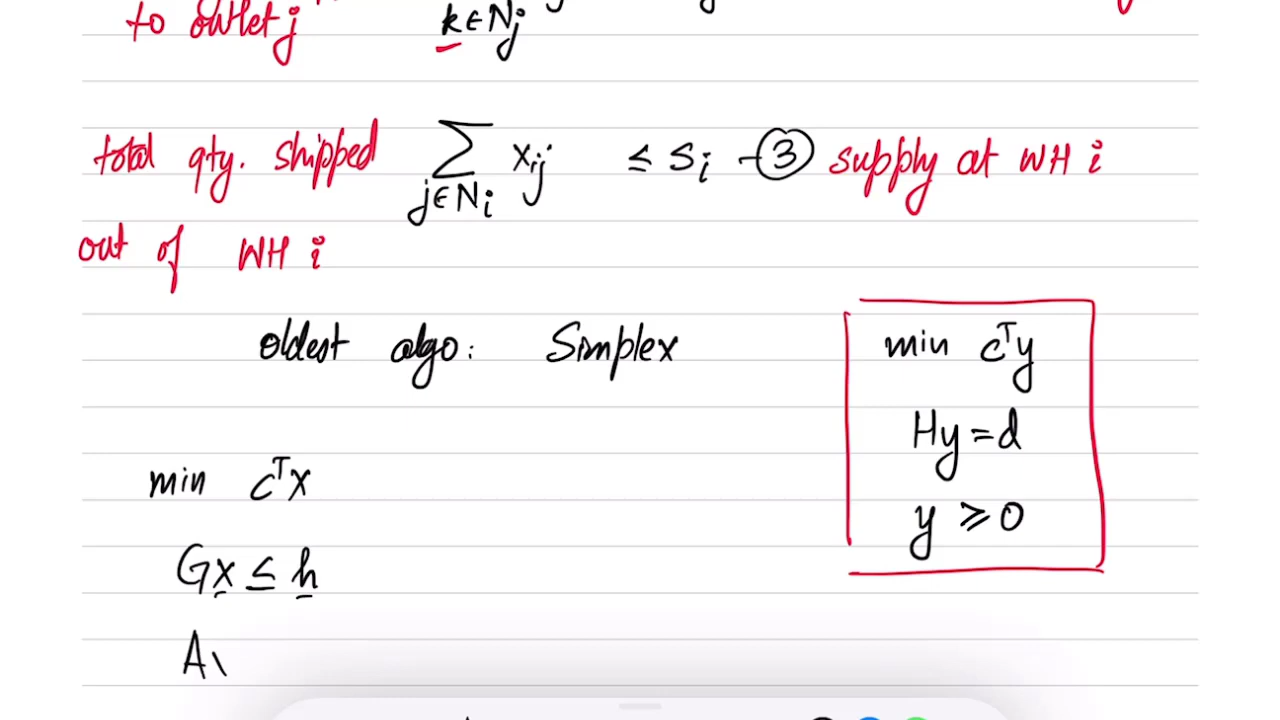 to outlet j k ∈ Nj
total qty. shipped ∑ xij ≤ Si - ③ supply at WH i
j ∈ Ni
out of WH i
oldest algo: Simplex
min cᵀy
Hy = d
y ≥ 0
min cᵀx
Gx ≤ h
A